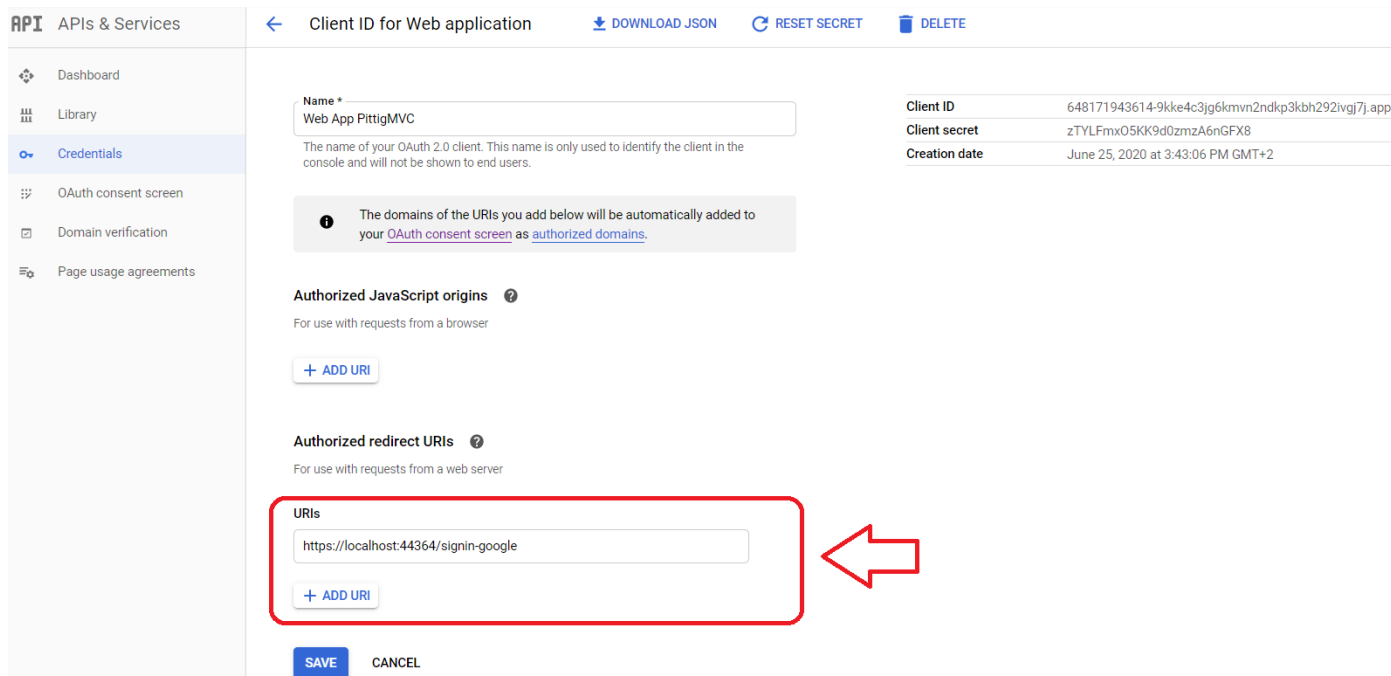 API APIs & Services
Dashboard
Library
Credentials
OAuth consent screen
Domain verification
Page usage agreements
Client ID for Web application
DOWNLOAD JSON
RESET SECRET
DELETE
Name *
Web App PittigMVC
The name of your OAuth 2.0 client. This name is only used to identify the client in the
console and will not be shown to end users.
The domains of the URIs you add below will be automatically added to
your OAuth consent screen as authorized domains.
Authorized JavaScript origins
For use with requests from a browser
+ ADD URI
Authorized redirect URIs
For use with requests from a web server
URIs
https://localhost:44364/signin-google
+ ADD URI
SAVE
CANCEL
Client ID 648171943614-9kke4c3jg6kmvn2ndkp3kbh292ivgj7j.app
Client secret zTYLFmxO5KK9d0zmzA6nGFX8
Creation date June 25, 2020 at 3:43:06 PM GMT+2